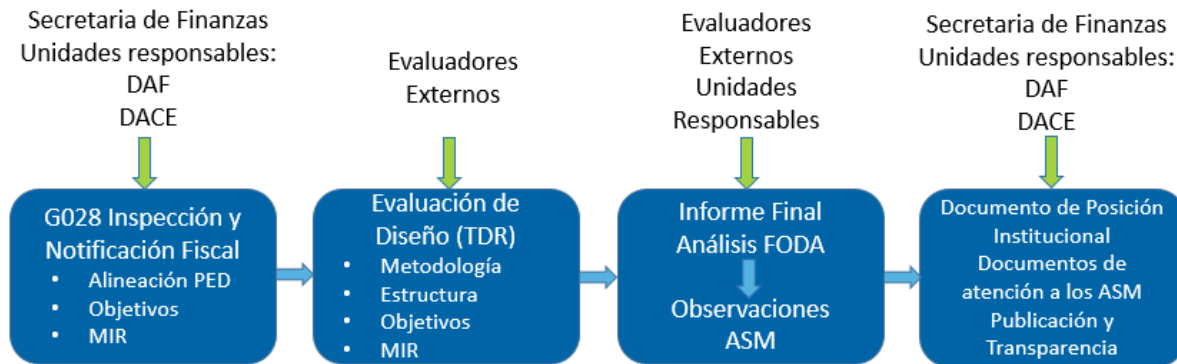 Secretaria de Finanzas
Unidades responsables:
DAF
DACE
Evaluadores
Externos
Evaluadores
Externos
Unidades
Responsables
Secretaria de Finanzas
Unidades responsables:
DAF
DACE
G028 Inspección y
Notificación Fiscal
• Alineación PED
• Objetivos
• MIR
Evaluación de
Diseño (TDR)
• Metodología
• Estructura
• Objetivos
• MIR
Informe Final
Análisis FODA
Observaciones
ASM
Documento de Posición
Institucional
Documentos de
atención a los ASM
Publicación y
Transparencia